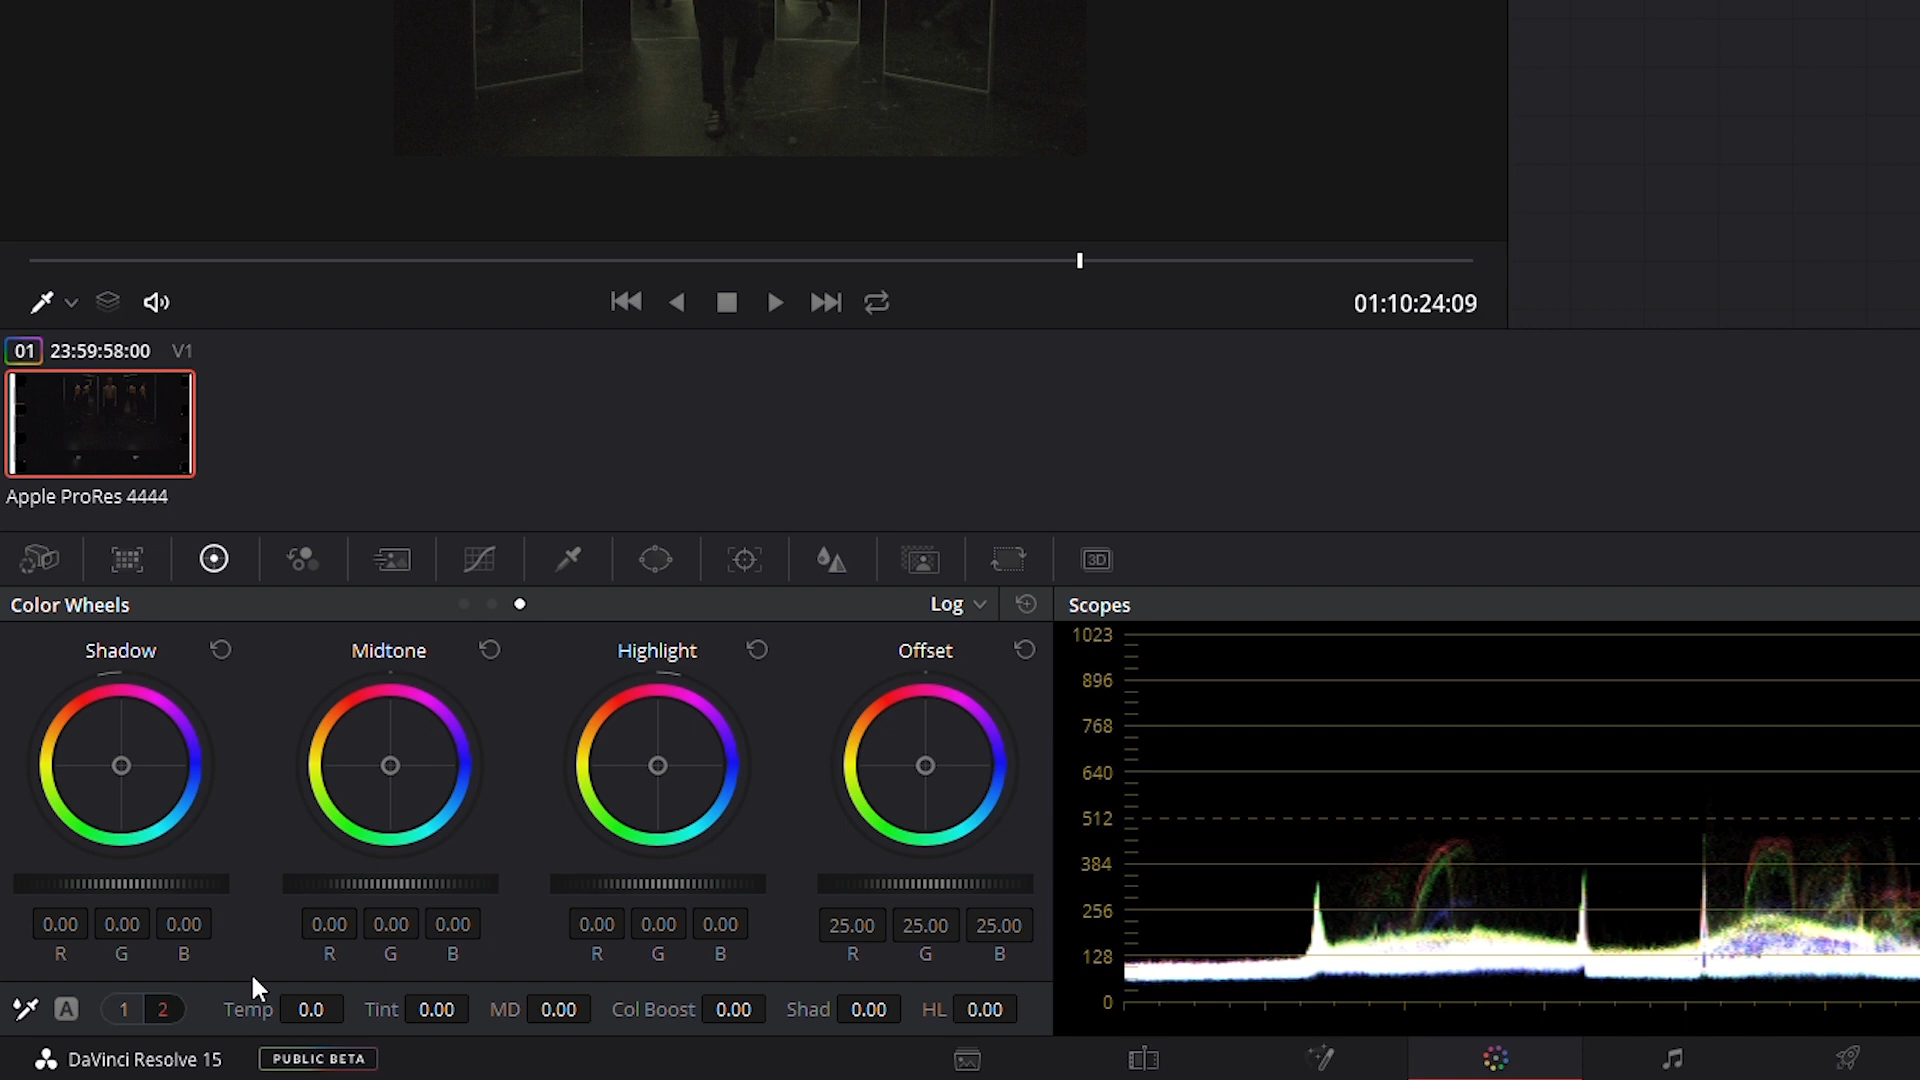 01:10:24:09
01 23:59:58:00 V1
Apple ProRes 4444
3D
Color Wheels
Log
Scopes
Shadow
Midtone
Highlight
Offset
0.00 0.00 0.00
R G B
0.00 0.00 0.00
R G B
0.00 0.00 0.00
R G B
25.00 25.00 25.00
R G B
1023
896
768
640
512
384
256
128
0
A 1 2 Temp 0.0 Tint 0.00 MD 0.00 Col Boost 0.00 Shad 0.00 HL 0.00
DaVinci Resolve 15 PUBLIC BETA